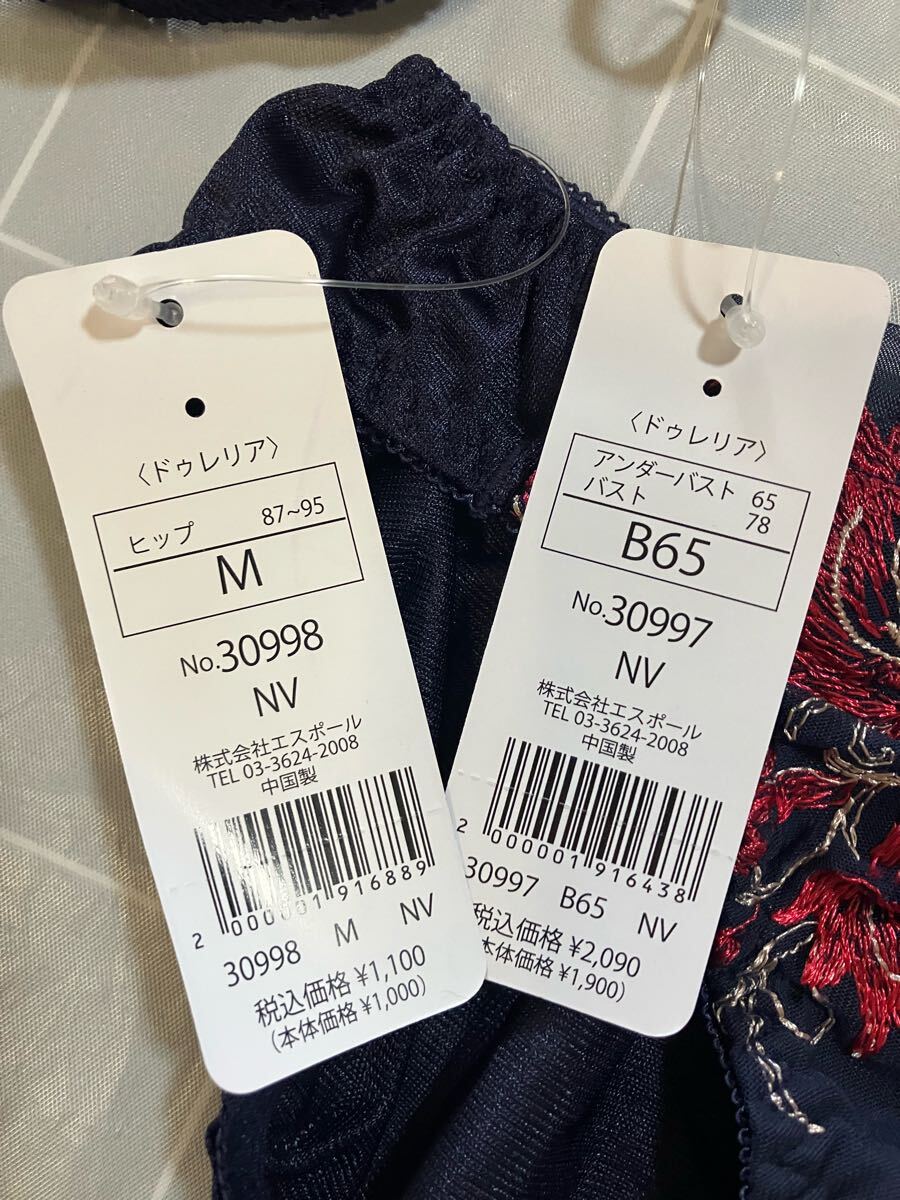 〈ドゥレリア〉
ヒップ 87~95
M
No.30998
NV
株式会社エスポール
TEL 03-3624-2008
中国製
2 000001 916889
30998 M NV
税込価格 ¥1,100
(本体価格 ¥1,000)
〈ドゥレリア〉
アンダーバスト 65
バスト 78
B65
No.30997
NV
株式会社エスポール
TEL 03-3624-2008
中国製
2 000001 916438
30997 B65 NV
税込価格 ¥2,090
本体価格 ¥1,900)